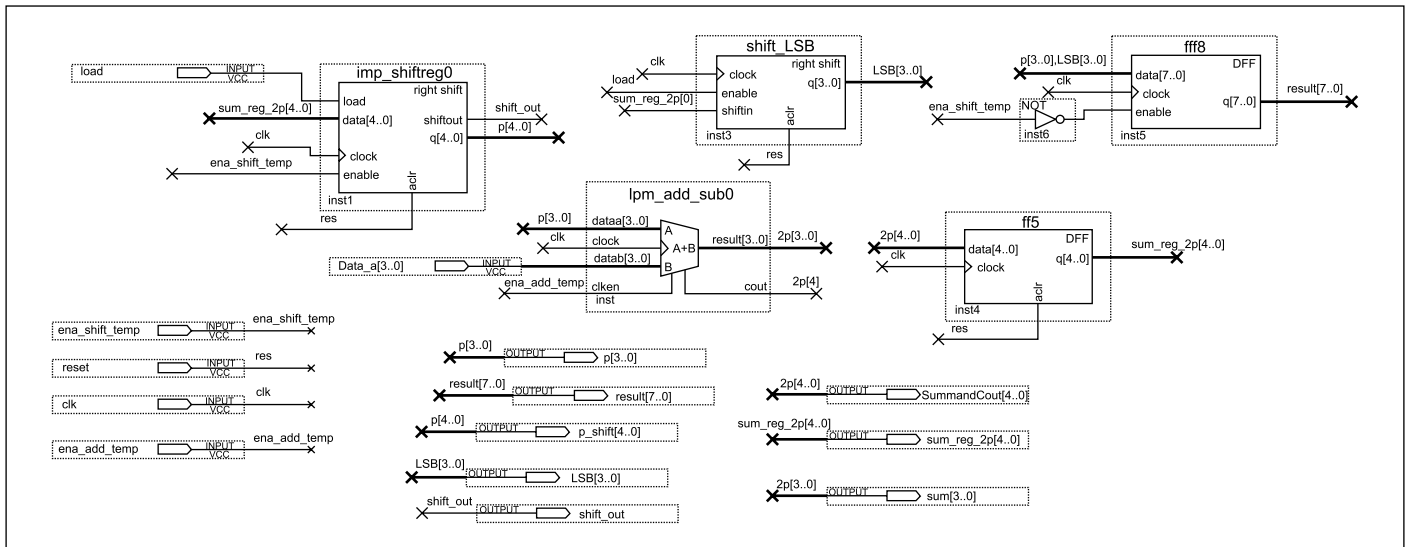 load
INPUT
VCC
imp_shiftreg0
right shift
load
sum_reg_2p[4..0]
data[4..0]
shiftout
shift_out
q[4..0]
p[4..0]
clk
clock
ena_shift_temp
enable
aclr
inst1
res
shift_LSB
right shift
clk
clock
q[3..0]
LSB[3..0]
load
enable
sum_reg_2p[0]
shiftin
aclr
inst3
res
fff8
DFF
p[3..0],LSB[3..0]
data[7..0]
clk
clock
q[7..0]
result[7..0]
ena_shift_temp
NOT
enable
inst6
inst5
lpm_add_sub0
p[3..0]
dataa[3..0]
A
clk
clock
A+B
result[3..0]
2p[3..0]
Data_a[3..0]
INPUT
VCC
datab[3..0]
B
ena_add_temp
clken
cout
2p[4]
inst
ff5
DFF
2p[4..0]
data[4..0]
q[4..0]
sum_reg_2p[4..0]
clk
clock
aclr
inst4
res
ena_shift_temp
INPUT
VCC
ena_shift_temp
reset
INPUT
VCC
res
clk
INPUT
VCC
clk
ena_add_temp
INPUT
VCC
ena_add_temp
p[3..0]
OUTPUT
p[3..0]
result[7..0]
OUTPUT
result[7..0]
p[4..0]
OUTPUT
p_shift[4..0]
LSB[3..0]
OUTPUT
LSB[3..0]
shift_out
OUTPUT
shift_out
2p[4..0]
OUTPUT
SummandCout[4..0]
sum_reg_2p[4..0]
OUTPUT
sum_reg_2p[4..0]
2p[3..0]
OUTPUT
sum[3..0]